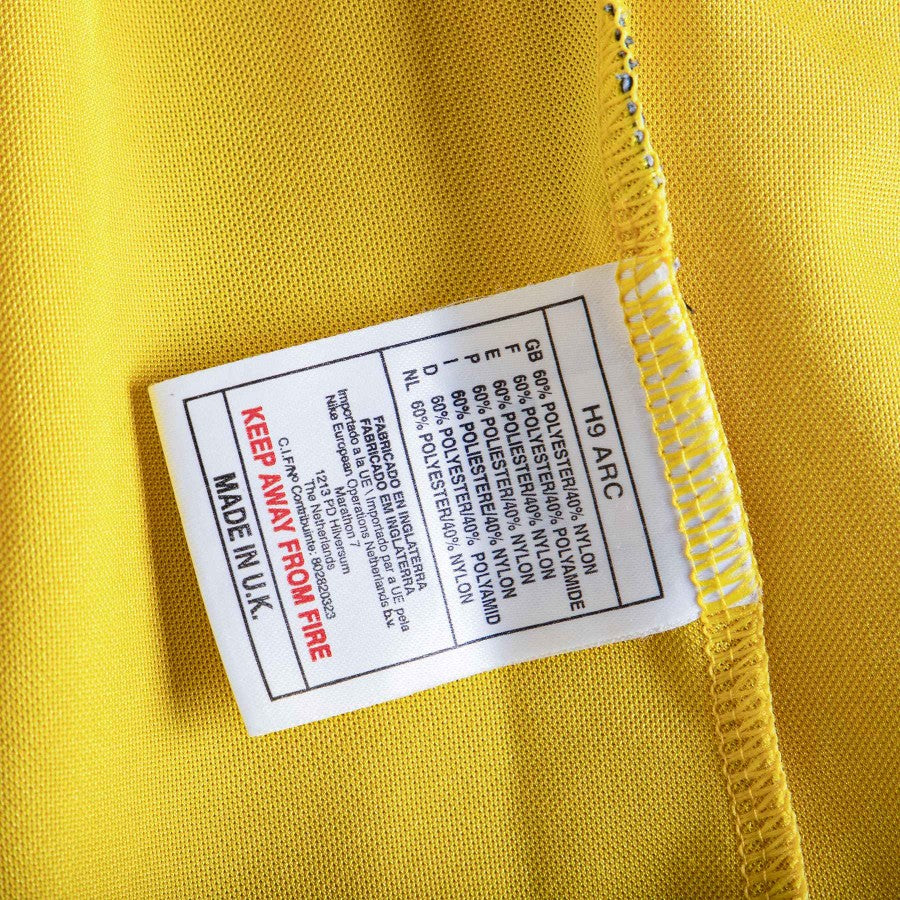 H9 ARC
GB 60% POLYESTER/40% NYLON
F 60% POLYESTER/40% POLYAMIDE
E 60% POLIESTER/40% NYLON
P 60% POLIESTER/40% NYLON
I 60% POLIESTERE/40% NYLON
D 60% POLYESTER/40% POLYAMID
NL 60% POLYESTER/40% NYLON
FABRICADO EN INGLATERRA
FABRICADO EM INGLATERRA
Importado a la UE \ Importado par a UE pela
Nike European Operations Netherlands b.v.
Marathon 7
1213 PD Hilversum
The Netherlands
C.I.F/Nº Contribuinte: 802820323
KEEP AWAY FROM FIRE
MADE IN U.K.